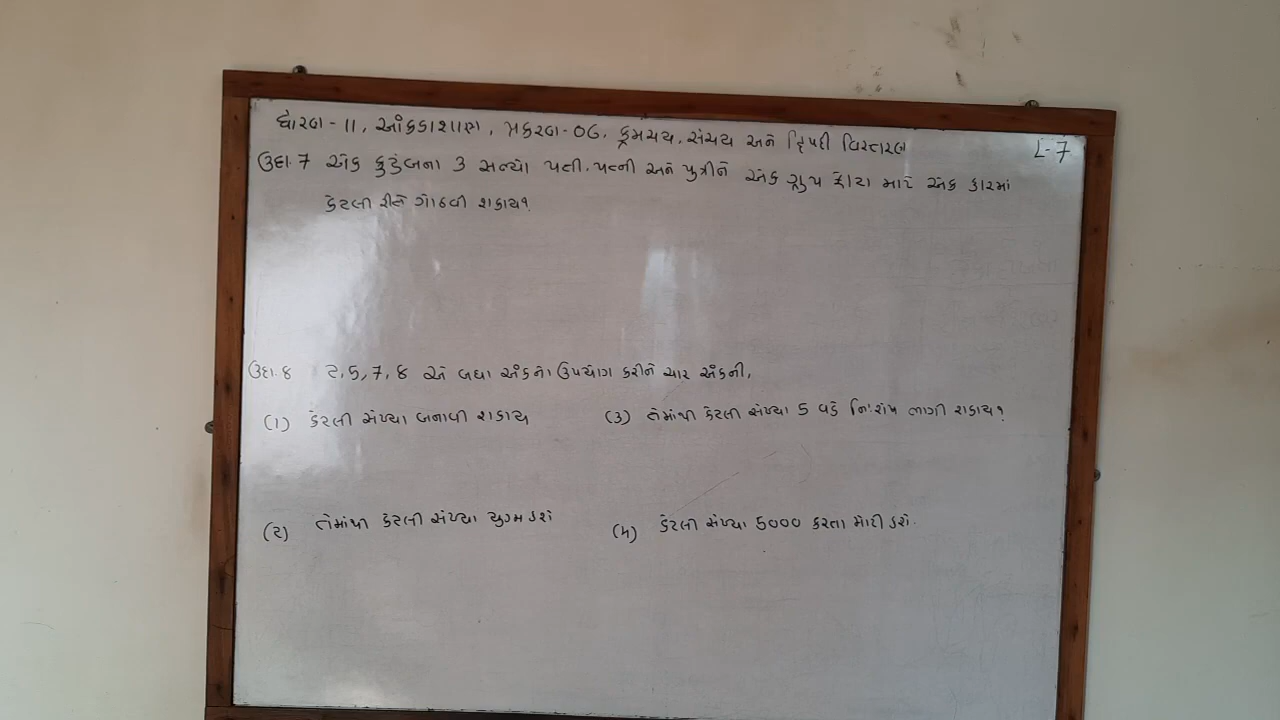 ધોરણ - 11, આંકડાશાસ્ત્ર, પ્રકરણ - 06, ક્રમચય, સંચય અને દ્વિપદી વિસ્તરણ
L-7
ઉદા. 7 એક કુટુંબના 3 સભ્યો પતી, પત્ની અને પુત્રીને એક ગ્રુપ ફોટા માટે એક હારમાં
કેટલી રીતે ગોઠવી શકાય?
ઉદા. 8 2, 5, 7, 8 એ બધા અંકનો ઉપયોગ કરીને ચાર અંકની,
(1) કેટલી સંખ્યા બનાવી શકાય
(3) તેમાંથી કેટલી સંખ્યા 5 વડે નિ:શેષ ભાગી શકાય?
(2) તેમાંથી કેટલી સંખ્યા યુગ્મ હશે
(4) કેટલી સંખ્યા 5000 કરતા મોટી હશે.